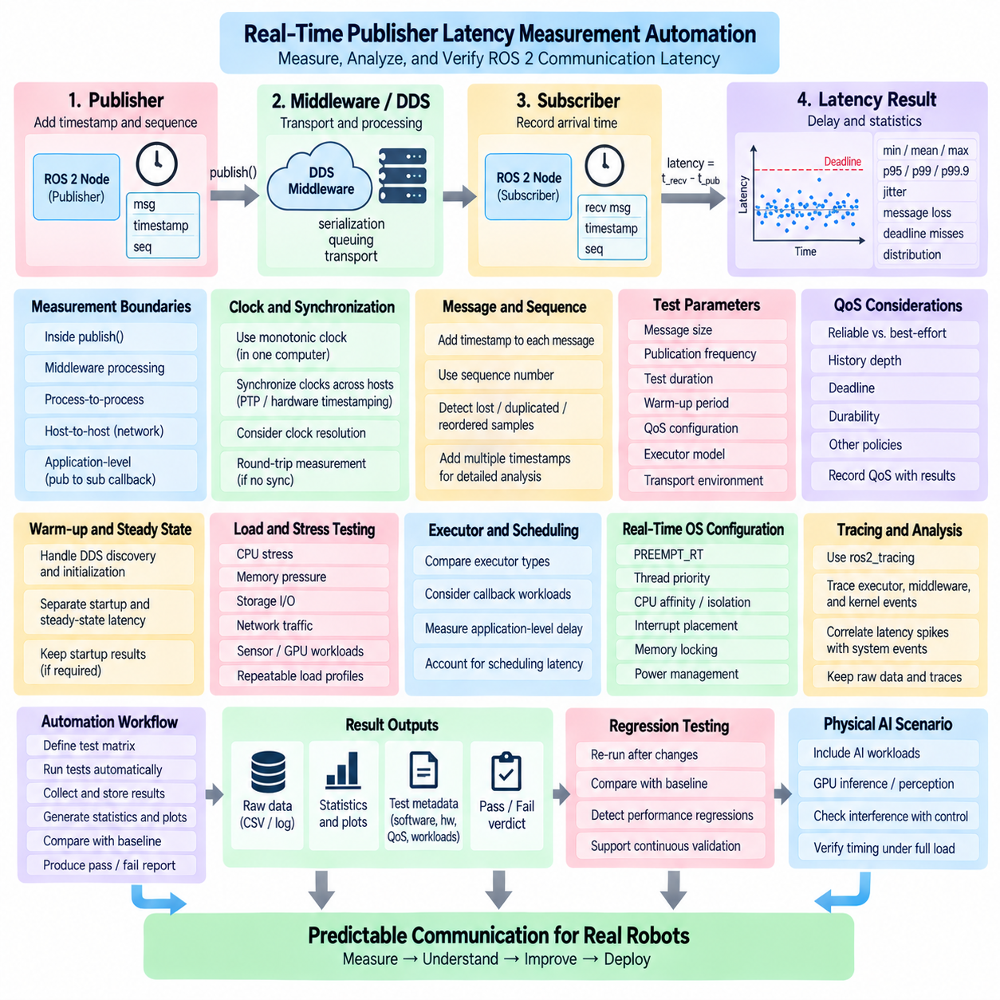 Real-Time Publisher Latency Measurement Automation
Measure, Analyze, and Verify ROS 2 Communication Latency
1. Publisher
Add timestamp and sequence
ROS 2 Node
(Publisher)
msg
timestamp
seq
publish()
2. Middleware / DDS
Transport and processing
DDS
Middleware
serialization
queuing
transport
3. Subscriber
Record arrival time
ROS 2 Node
(Subscriber)
recv msg
timestamp
seq
latency =
t_recv - t_pub
4. Latency Result
Delay and statistics
Latency
Deadline
Time
min / mean / max
p95 / p99 / p99.9
jitter
message loss
deadline misses
distribution
Measurement Boundaries
Inside publish()
Middleware processing
Process-to-process
Host-to-host (network)
Application-level
(pub to sub callback)
Clock and Synchronization
Use monotonic clock
(in one computer)
Synchronize clocks across hosts
(PTP / hardware timestamping)
Consider clock resolution
Round-trip measurement
(if no sync)
Message and Sequence
Add timestamp to each message
Use sequence number
Detect lost / duplicated /
reordered samples
Add multiple timestamps
for detailed analysis
Test Parameters
Message size
Publication frequency
Test duration
Warm-up period
QoS configuration
Executor model
Transport environment
QoS Considerations
Reliable vs. best-effort
History depth
Deadline
Durability
Other policies
Record QoS with results
Warm-up and Steady State
Handle DDS discovery
and initialization
Separate startup and
steady-state latency
Keep startup results
(if required)
Load and Stress Testing
CPU stress
Memory pressure
Storage I/O
Network traffic
Sensor / GPU workloads
Repeatable load profiles
Executor and Scheduling
Compare executor types
Consider callback workloads
Measure application-level delay
Account for scheduling latency
Real-Time OS Configuration
PREEMPT_RT
Thread priority
CPU affinity / isolation
Interrupt placement
Memory locking
Power management
Tracing and Analysis
Use ros2_tracing
Trace executor, middleware,
and kernel events
Correlate latency spikes
with system events
Keep raw data and traces
Automation Workflow
Define test matrix
Run tests automatically
Collect and store results
Generate statistics and plots
Compare with baseline
Produce pass / fail report
Result Outputs
Raw data
(CSV / log)
Statistics
and plots
Test metadata
(software, hw,
QoS, workloads)
Pass / Fail
verdict
Regression Testing
Re-run after changes
Compare with baseline
Detect performance regressions
Support continuous validation
Physical AI Scenario
Include AI workloads
GPU inference / perception
Check interference with control
Verify timing under full load
Predictable Communication for Real Robots
Measure → Understand → Improve → Deploy